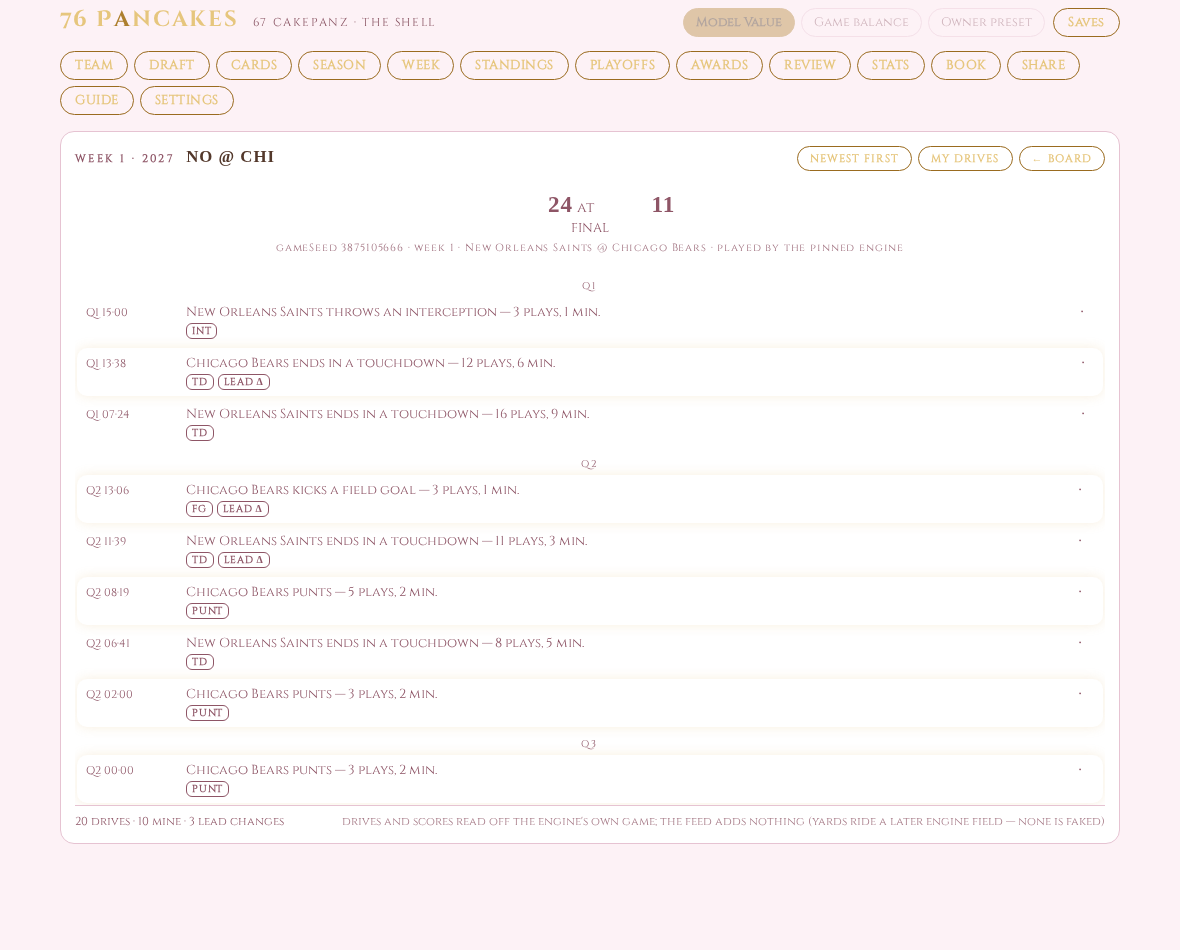 76 PANCAKES 67 CAKEPANZ · THE SHELL Model Value Game balance Owner preset SAVES
TEAM DRAFT CARDS SEASON WEEK STANDINGS PLAYOFFS AWARDS REVIEW STATS BOOK SHARE
GUIDE SETTINGS
WEEK 1 · 2027 NO @ CHI NEWEST FIRST MY DRIVES ← BOARD
24 AT 11
FINAL
GAMESEED 3875105666 · WEEK 1 · NEW ORLEANS SAINTS @ CHICAGO BEARS · PLAYED BY THE PINNED ENGINE
Q1
Q1 15:00 New Orleans Saints throws an interception — 3 plays, 1 min. ·
INT
Q1 13:38 Chicago Bears ends in a touchdown — 12 plays, 6 min. ·
TD LEAD Δ
Q1 07:24 New Orleans Saints ends in a touchdown — 16 plays, 9 min. ·
TD
Q2
Q2 13:06 Chicago Bears kicks a field goal — 3 plays, 1 min. ·
FG LEAD Δ
Q2 11:39 New Orleans Saints ends in a touchdown — 11 plays, 3 min. ·
TD LEAD Δ
Q2 08:19 Chicago Bears punts — 5 plays, 2 min. ·
PUNT
Q2 06:41 New Orleans Saints ends in a touchdown — 8 plays, 5 min. ·
TD
Q2 02:00 Chicago Bears punts — 3 plays, 2 min. ·
PUNT
Q3
Q2 00:00 Chicago Bears punts — 3 plays, 2 min. ·
PUNT
20 drives · 10 mine · 3 lead changes drives and scores read off the engine's own game; the feed adds nothing (yards ride a later engine field — none is faked)